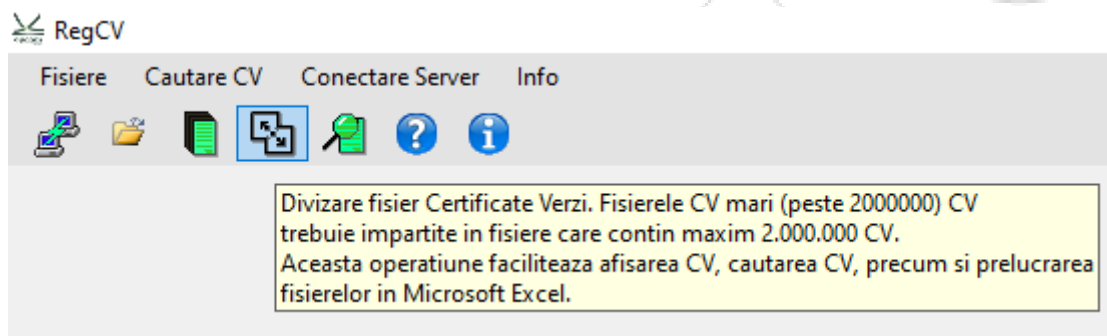 RegCV
Fisiere Cautare CV Conectare Server Info
Divizare fisier Certificate Verzi. Fisierele CV mari (peste 2000000) CV
trebuie impartite in fisiere care contin maxim 2.000.000 CV.
Aceasta operatiune faciliteaza afisarea CV, cautarea CV, precum si prelucrarea
fisierelor in Microsoft Excel.